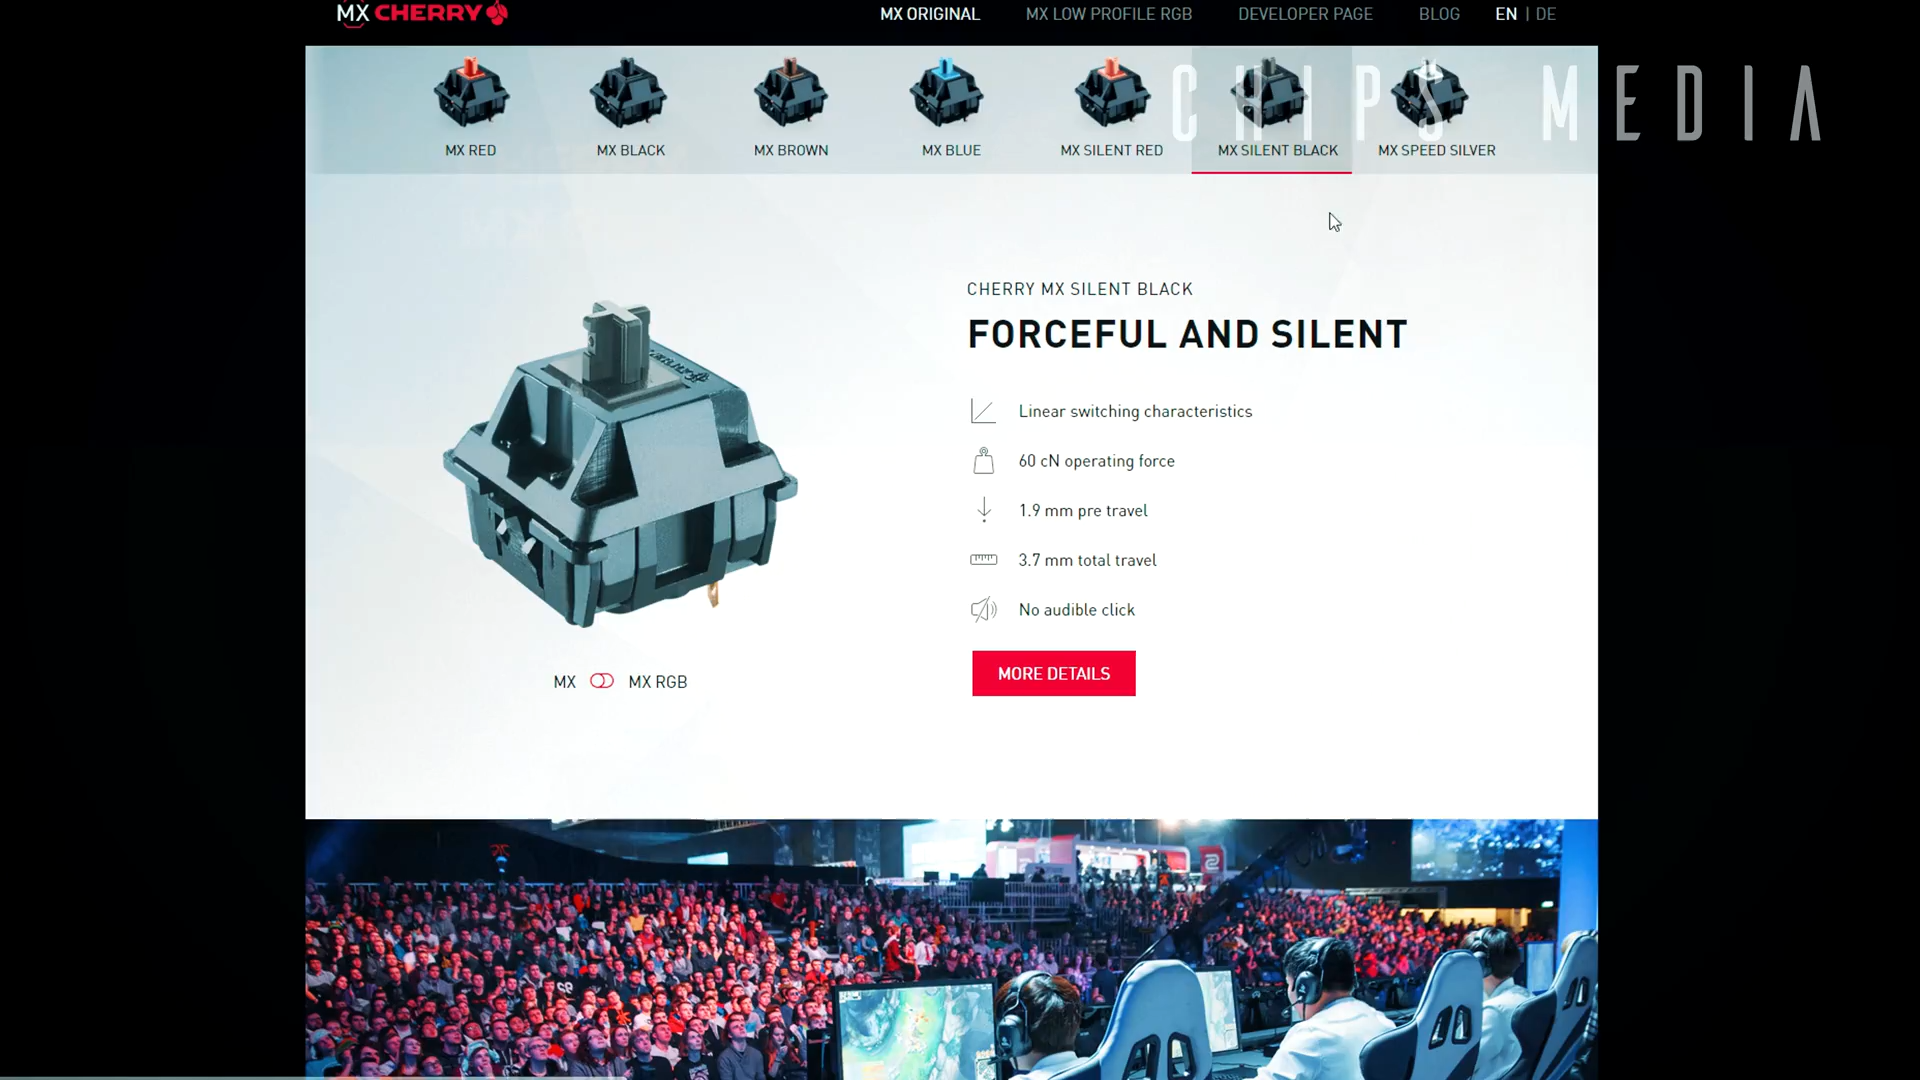 MX CHERRY
MX ORIGINAL
MX LOW PROFILE RGB
DEVELOPER PAGE
BLOG
EN | DE
CHIPS MEDIA
MX RED
MX BLACK
MX BROWN
MX BLUE
MX SILENT RED
MX SILENT BLACK
MX SPEED SILVER
CHERRY MX SILENT BLACK
FORCEFUL AND SILENT
Linear switching characteristics
60 cN operating force
1.9 mm pre travel
3.7 mm total travel
No audible click
MORE DETAILS
MX
MX RGB